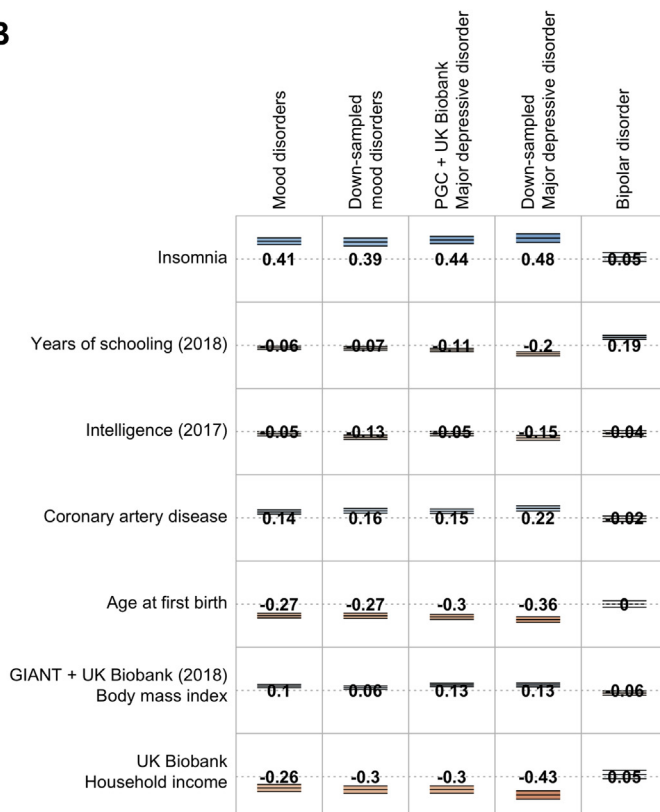 B
Mood disorders
Down-sampled
mood disorders
PGC + UK Biobank
Major depressive disorder
Down-sampled
Major depressive disorder
Bipolar disorder
Insomnia
0.41
0.39
0.44
0.48
0.05
Years of schooling (2018)
-0.06
-0.07
-0.11
-0.2
0.19
Intelligence (2017)
-0.05
-0.13
-0.05
-0.15
-0.04
Coronary artery disease
0.14
0.16
0.15
0.22
-0.02
Age at first birth
-0.27
-0.27
-0.3
-0.36
0
GIANT + UK Biobank (2018)
Body mass index
0.1
0.06
0.13
0.13
-0.06
UK Biobank
Household income
-0.26
-0.3
-0.3
-0.43
0.05